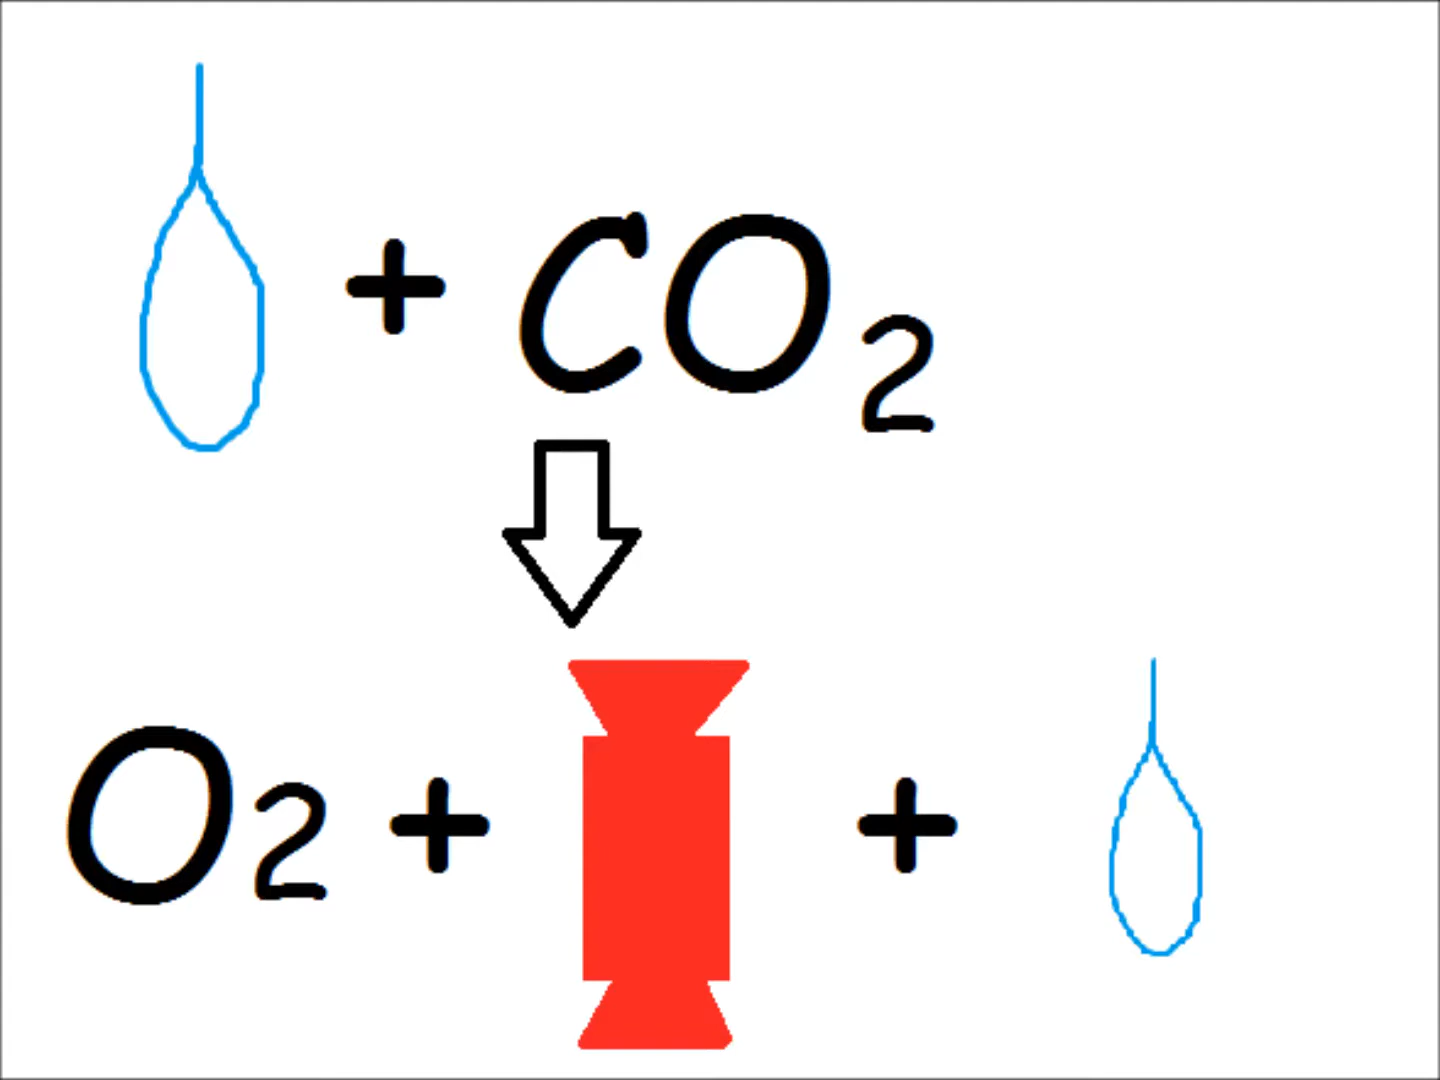 + CO₂
O₂ + +